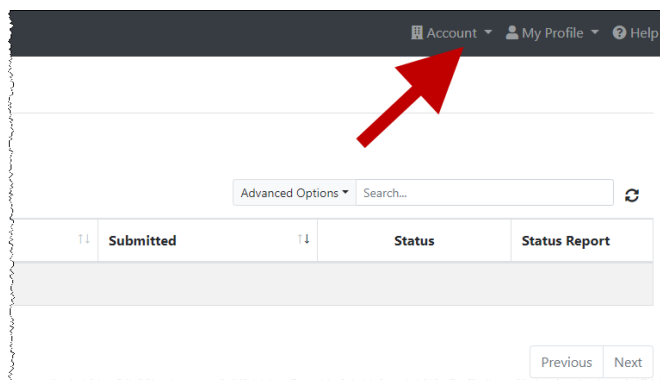 Account My Profile Help
Advanced Options Search...
Submitted Status Status Report
Previous Next